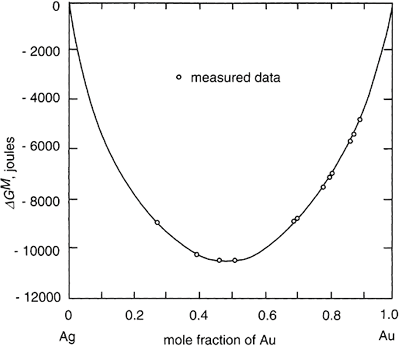 0
- 2000
- 4000
- 6000
- 8000
- 10000
- 12000
ΔG^M, joules
measured data
0 0.2 0.4 0.6 0.8 1.0
Ag mole fraction of Au Au